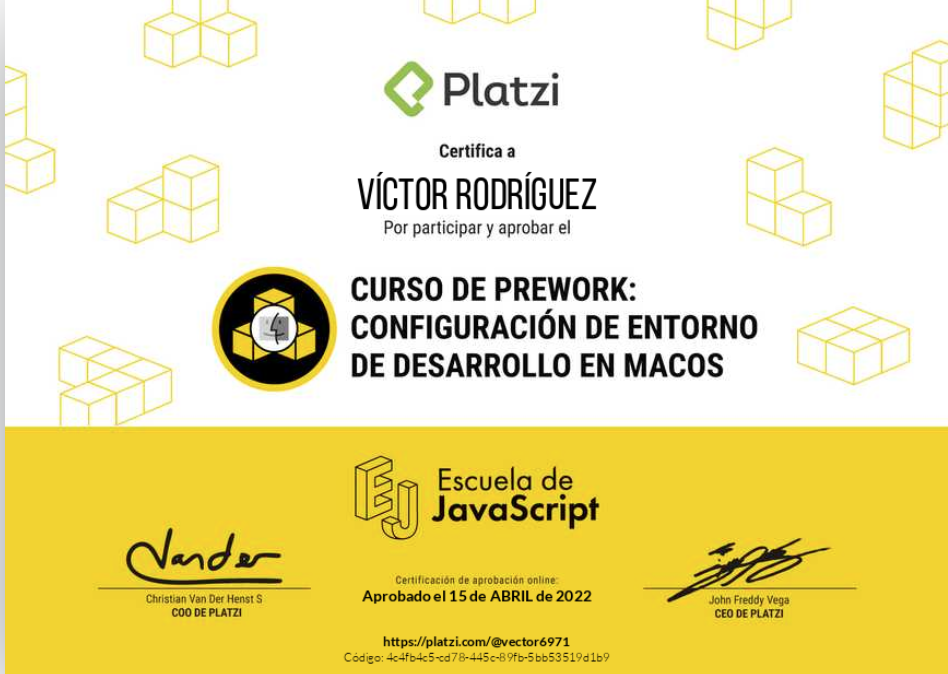 Platzi
Certifica a
VÍCTOR RODRÍGUEZ
Por participar y aprobar el
CURSO DE PREWORK:
CONFIGURACIÓN DE ENTORNO
DE DESARROLLO EN MACOS
EJ
Escuela de
JavaScript
Vander
Christian Van Der Henst S
COO DE PLATZI
Certificación de aprobación online:
Aprobado el 15 de ABRIL de 2022
John Freddy Vega
CEO DE PLATZI
https://platzi.com/@vector6971
Código: 4c4fb4c5-cd78-445c-89fb-5bb53519d1b9